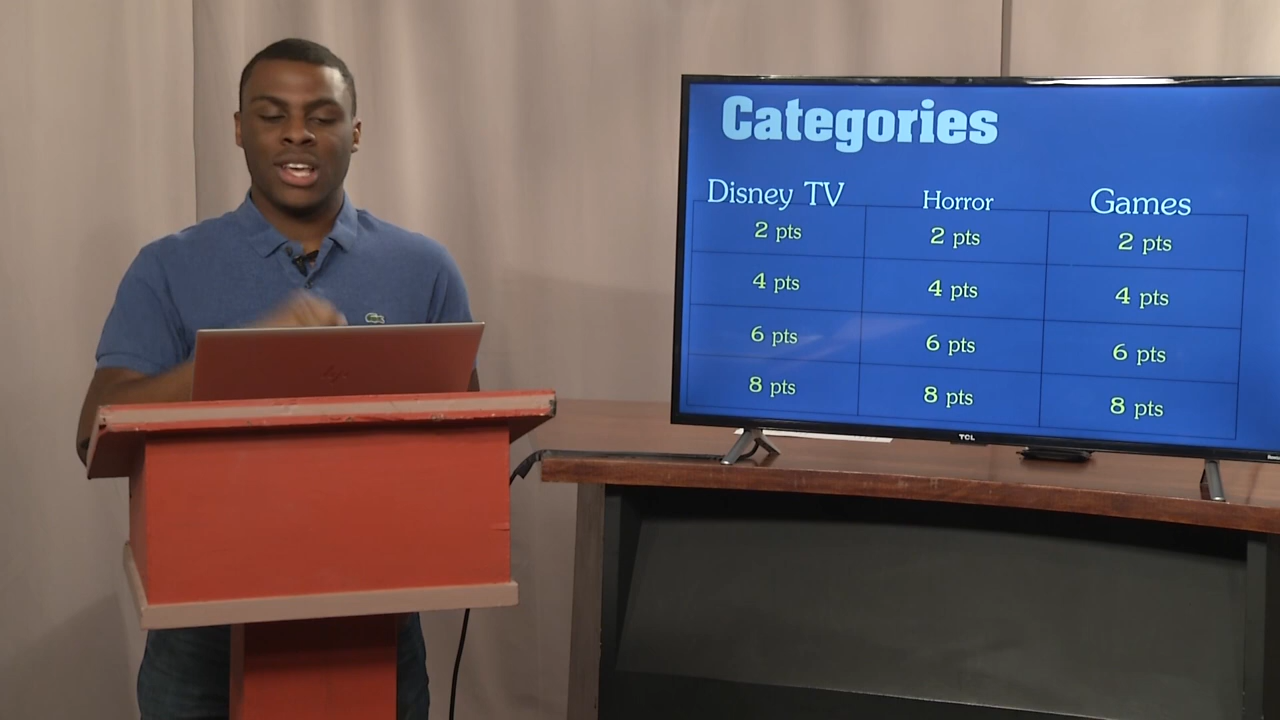 Categories
Disney TV Horror Games
2 pts 2 pts 2 pts
4 pts 4 pts 4 pts
6 pts 6 pts 6 pts
8 pts 8 pts 8 pts
TCL